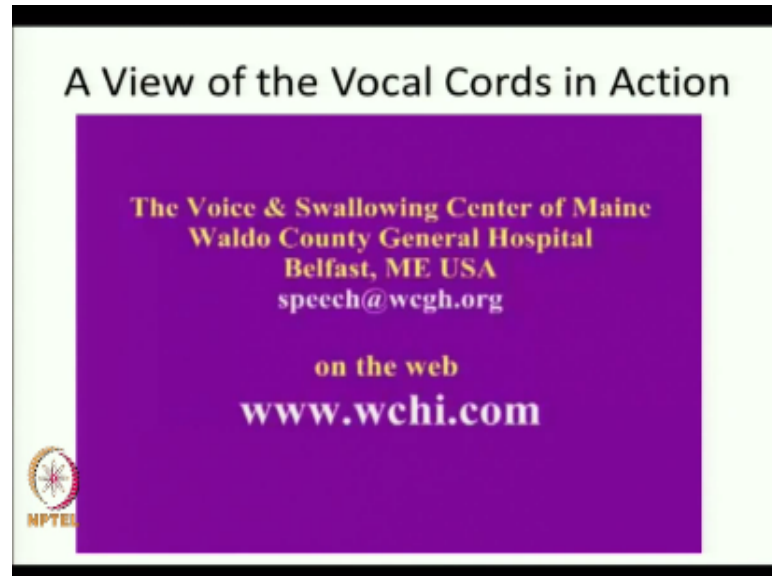 A View of the Vocal Cords in Action
The Voice & Swallowing Center of Maine
Waldo County General Hospital
Belfast, ME USA
speech@wcgh.org
on the web
www.wchi.com
NPTEL